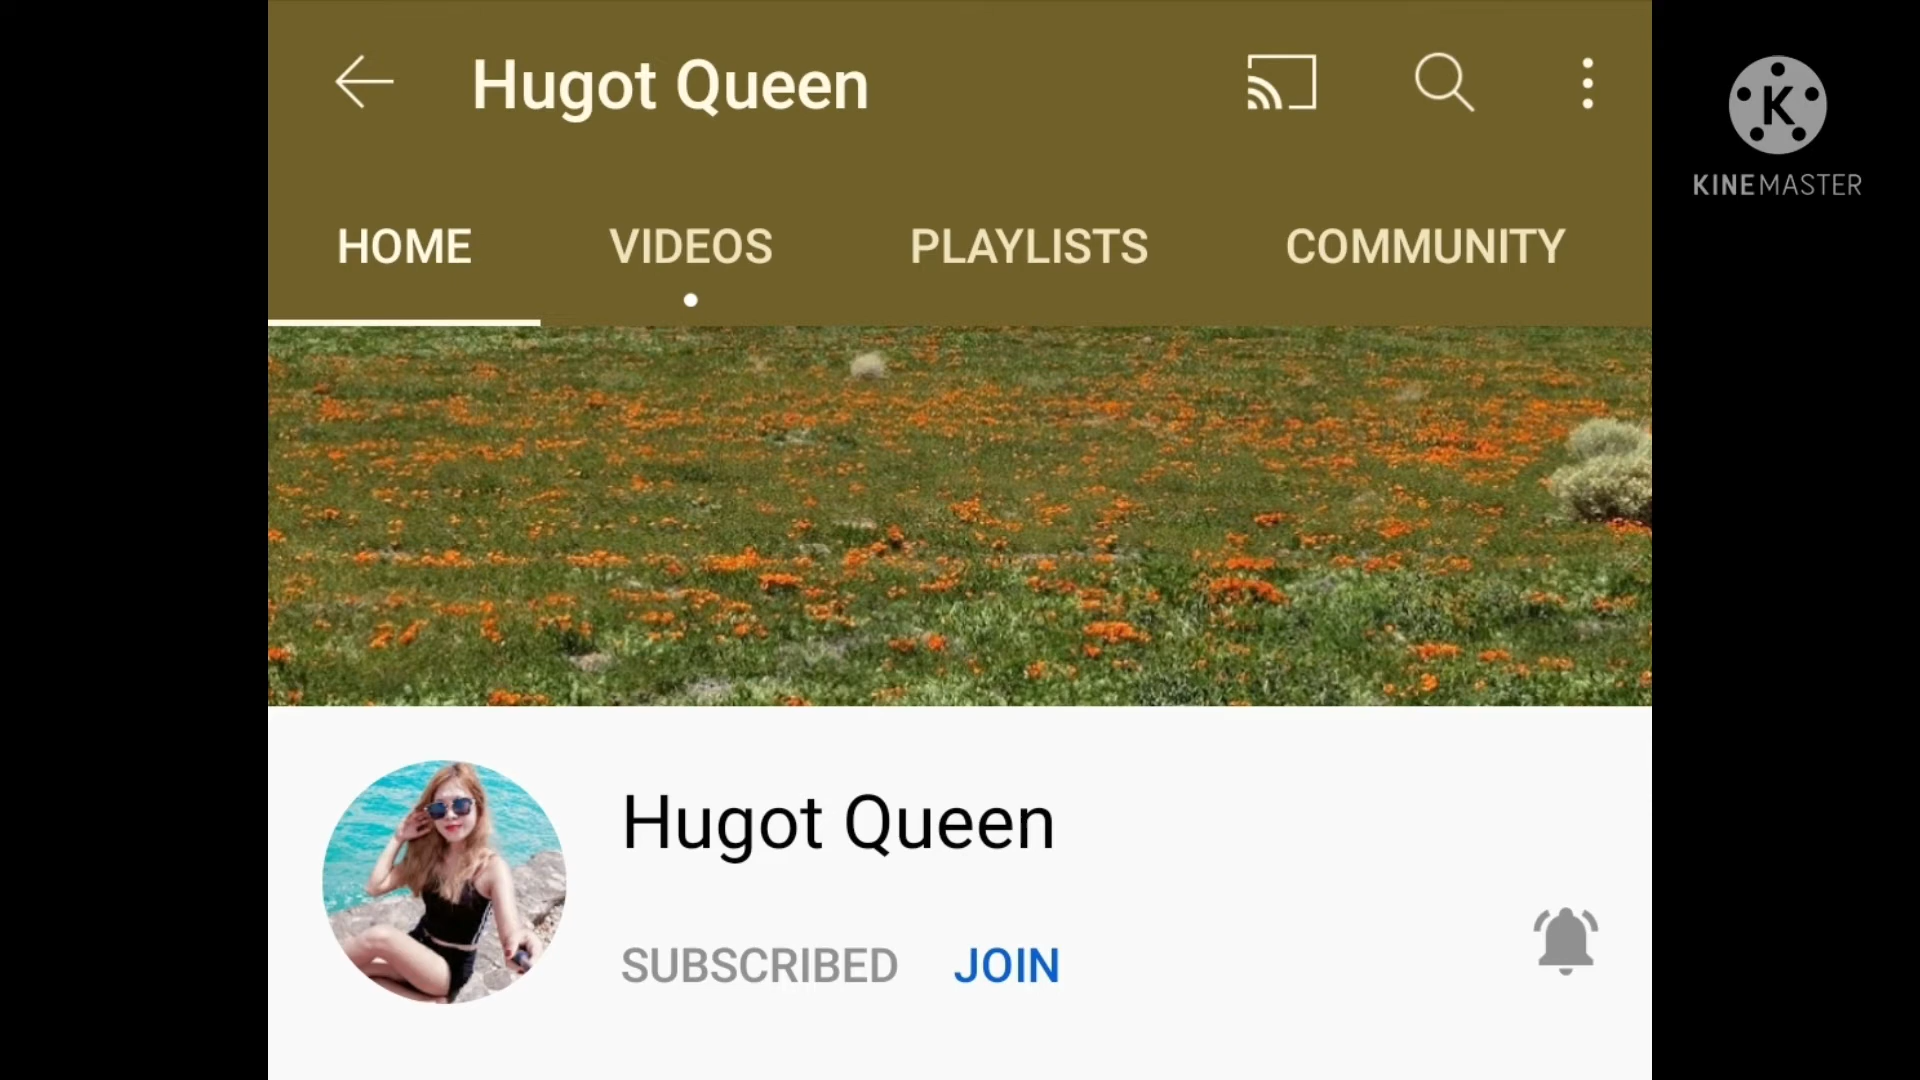 Hugot Queen
K
KINEMASTER
HOME VIDEOS PLAYLISTS COMMUNITY
Hugot Queen
SUBSCRIBED JOIN